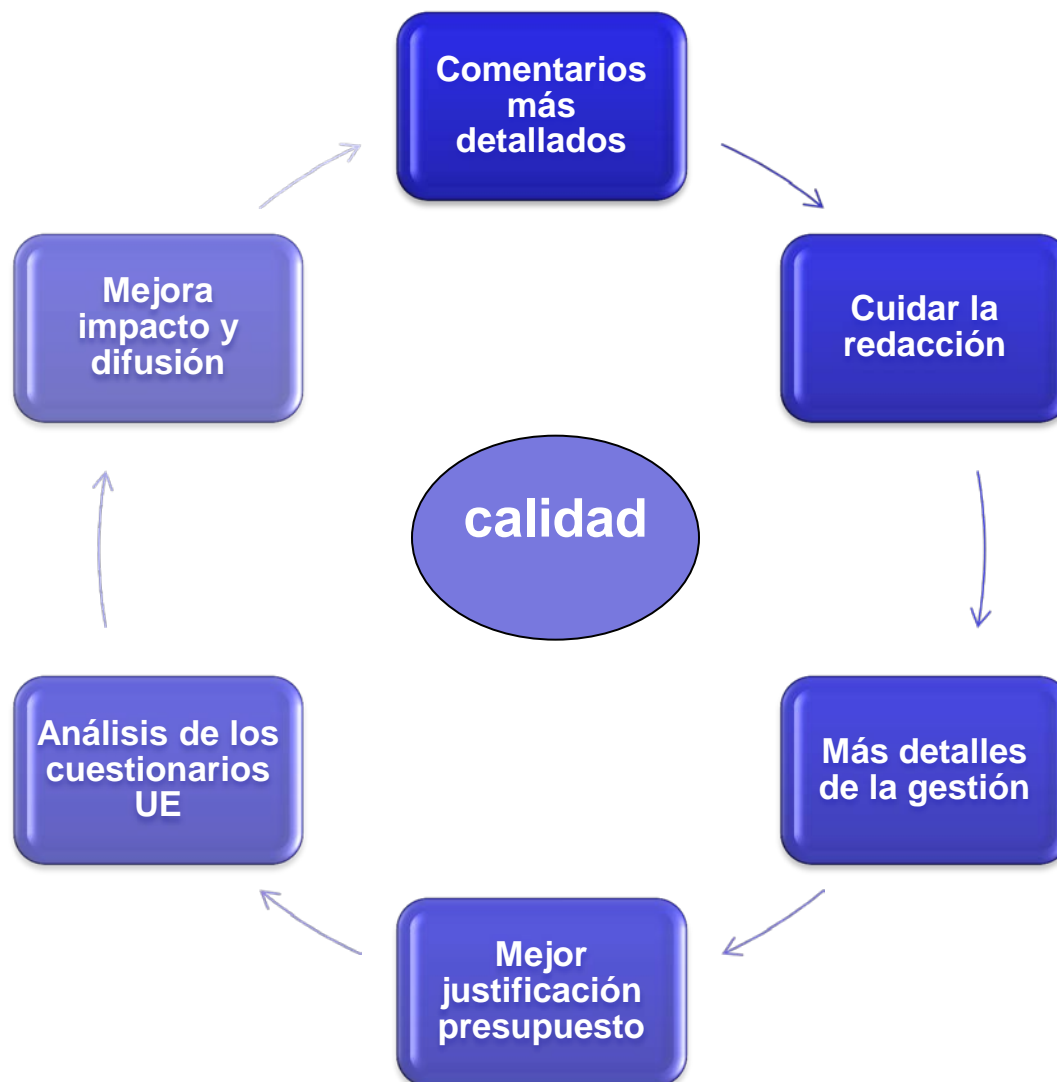 Comentarios
más
detallados
Cuidar la
redacción
Más detalles
de la gestión
Mejor
justificación
presupuesto
Análisis de los
cuestionarios
UE
Mejora
impacto y
difusión
calidad